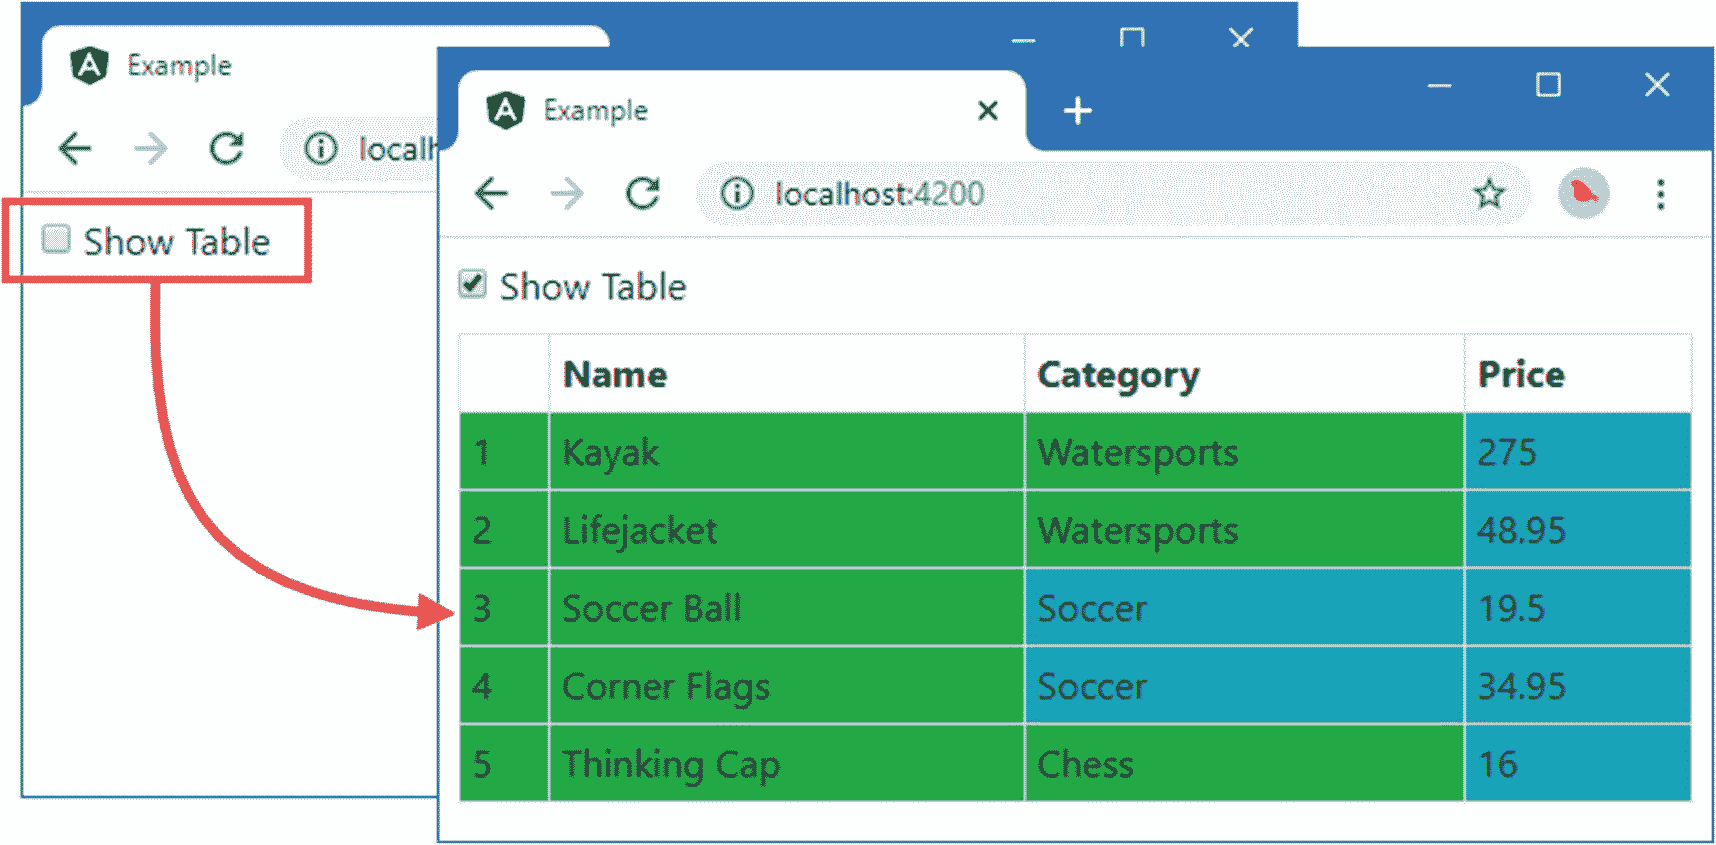 Example
localh
Show Table
Example
localhost:4200
Show Table
Name Category Price
1 Kayak Watersports 275
2 Lifejacket Watersports 48.95
3 Soccer Ball Soccer 19.5
4 Corner Flags Soccer 34.95
5 Thinking Cap Chess 16